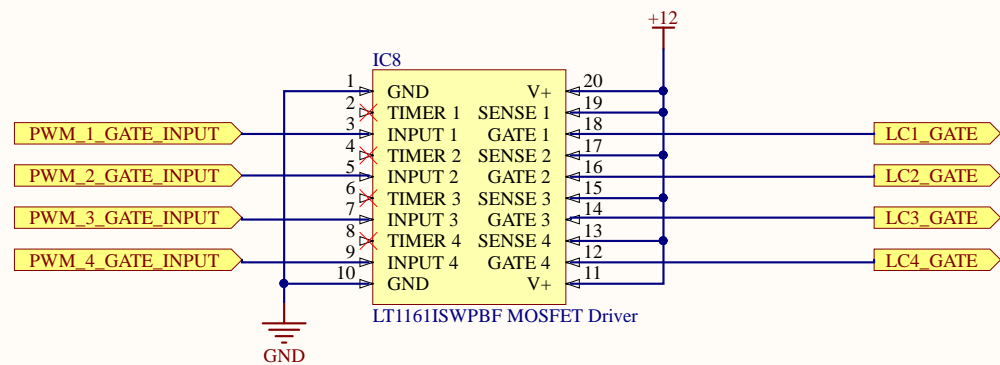 +12
IC8
1 GND V+ 20
2 TIMER 1 SENSE 1 19
PWM_1_GATE_INPUT 3 INPUT 1 GATE 1 18 LC1_GATE
4 TIMER 2 SENSE 2 17
PWM_2_GATE_INPUT 5 INPUT 2 GATE 2 16 LC2_GATE
6 TIMER 3 SENSE 3 15
PWM_3_GATE_INPUT 7 INPUT 3 GATE 3 14 LC3_GATE
8 TIMER 4 SENSE 4 13
PWM_4_GATE_INPUT 9 INPUT 4 GATE 4 12 LC4_GATE
10 GND V+ 11
LT1161ISWPBF MOSFET Driver
GND